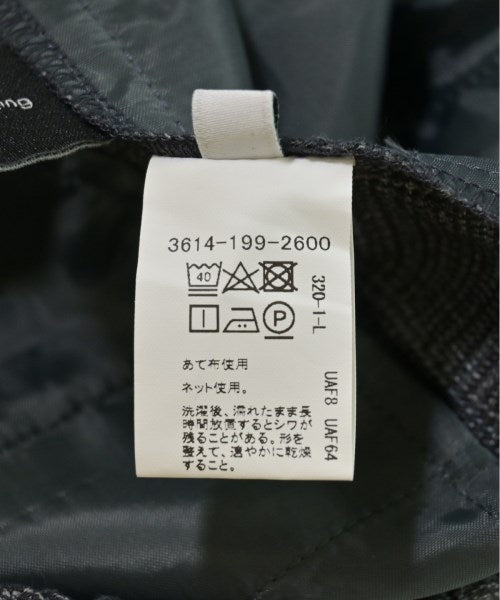 3614-199-2600
40
P
320-1-L
UAF8 UAF64
あて布使用
ネット使用。
洗濯後、濡れたまま長
時間放置するとシワが
残ることがある。形を
整えて、速やかに乾燥
すること。